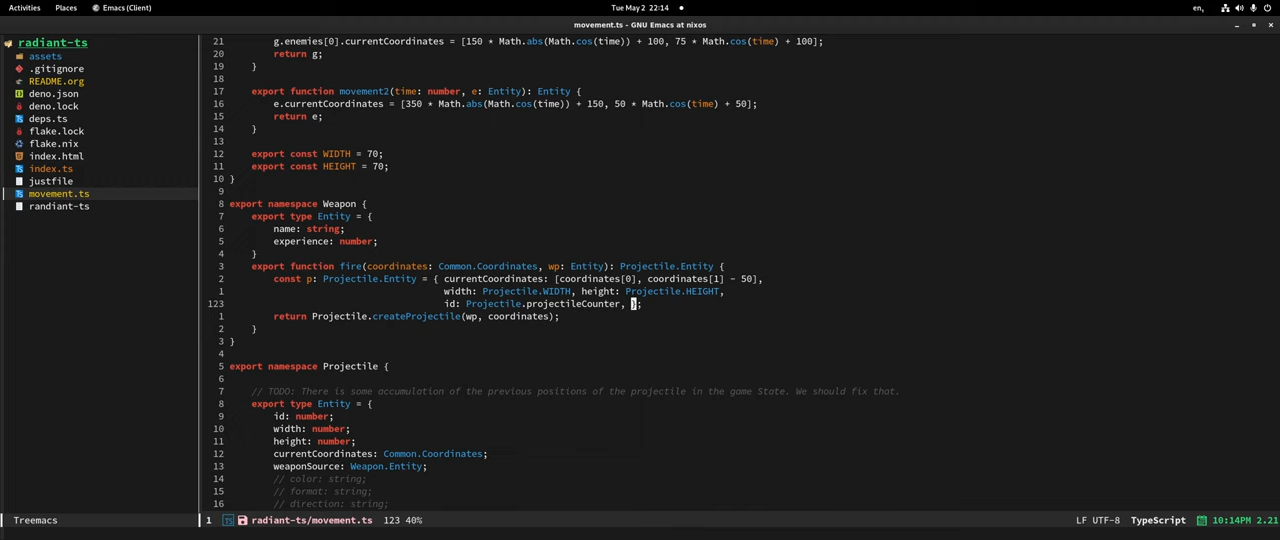 Activities Places Emacs (Client) Tue May 2 22:14 en,
movement.ts - GNU Emacs at nixos
radiant-ts
assets
.gitignore
README.org
deno.json
deno.lock
deps.ts
flake.lock
flake.nix
index.html
index.ts
justfile
movement.ts
randiant-ts
21 g.enemies[0].currentCoordinates = [150 * Math.abs(Math.cos(time)) + 100, 75 * Math.cos(time) + 100];
20 return g;
19 }
18
17 export function movement2(time: number, e: Entity): Entity {
16 e.currentCoordinates = [350 * Math.abs(Math.cos(time)) + 150, 50 * Math.cos(time) + 50];
15 return e;
14 }
13
12 export const WIDTH = 70;
11 export const HEIGHT = 70;
10 }
9
8 export namespace Weapon {
7 export type Entity = {
6 name: string;
5 experience: number;
4 }
3 export function fire(coordinates: Common.Coordinates, wp: Entity): Projectile.Entity {
2 const p: Projectile.Entity = { currentCoordinates: [coordinates[0], coordinates[1] - 50],
1 width: Projectile.WIDTH, height: Projectile.HEIGHT,
123 id: Projectile.projectileCounter, };
1 return Projectile.createProjectile(wp, coordinates);
2 }
3 }
4
5 export namespace Projectile {
6
7 // TODO: There is some accumulation of the previous positions of the projectile in the game State. We should fix that.
8 export type Entity = {
9 id: number;
10 width: number;
11 height: number;
12 currentCoordinates: Common.Coordinates;
13 weaponSource: Weapon.Entity;
14 // color: string;
15 // format: string;
16 // direction: string;
Treemacs 1 radiant-ts/movement.ts 123 40% LF UTF-8 TypeScript 10:14PM 2.21